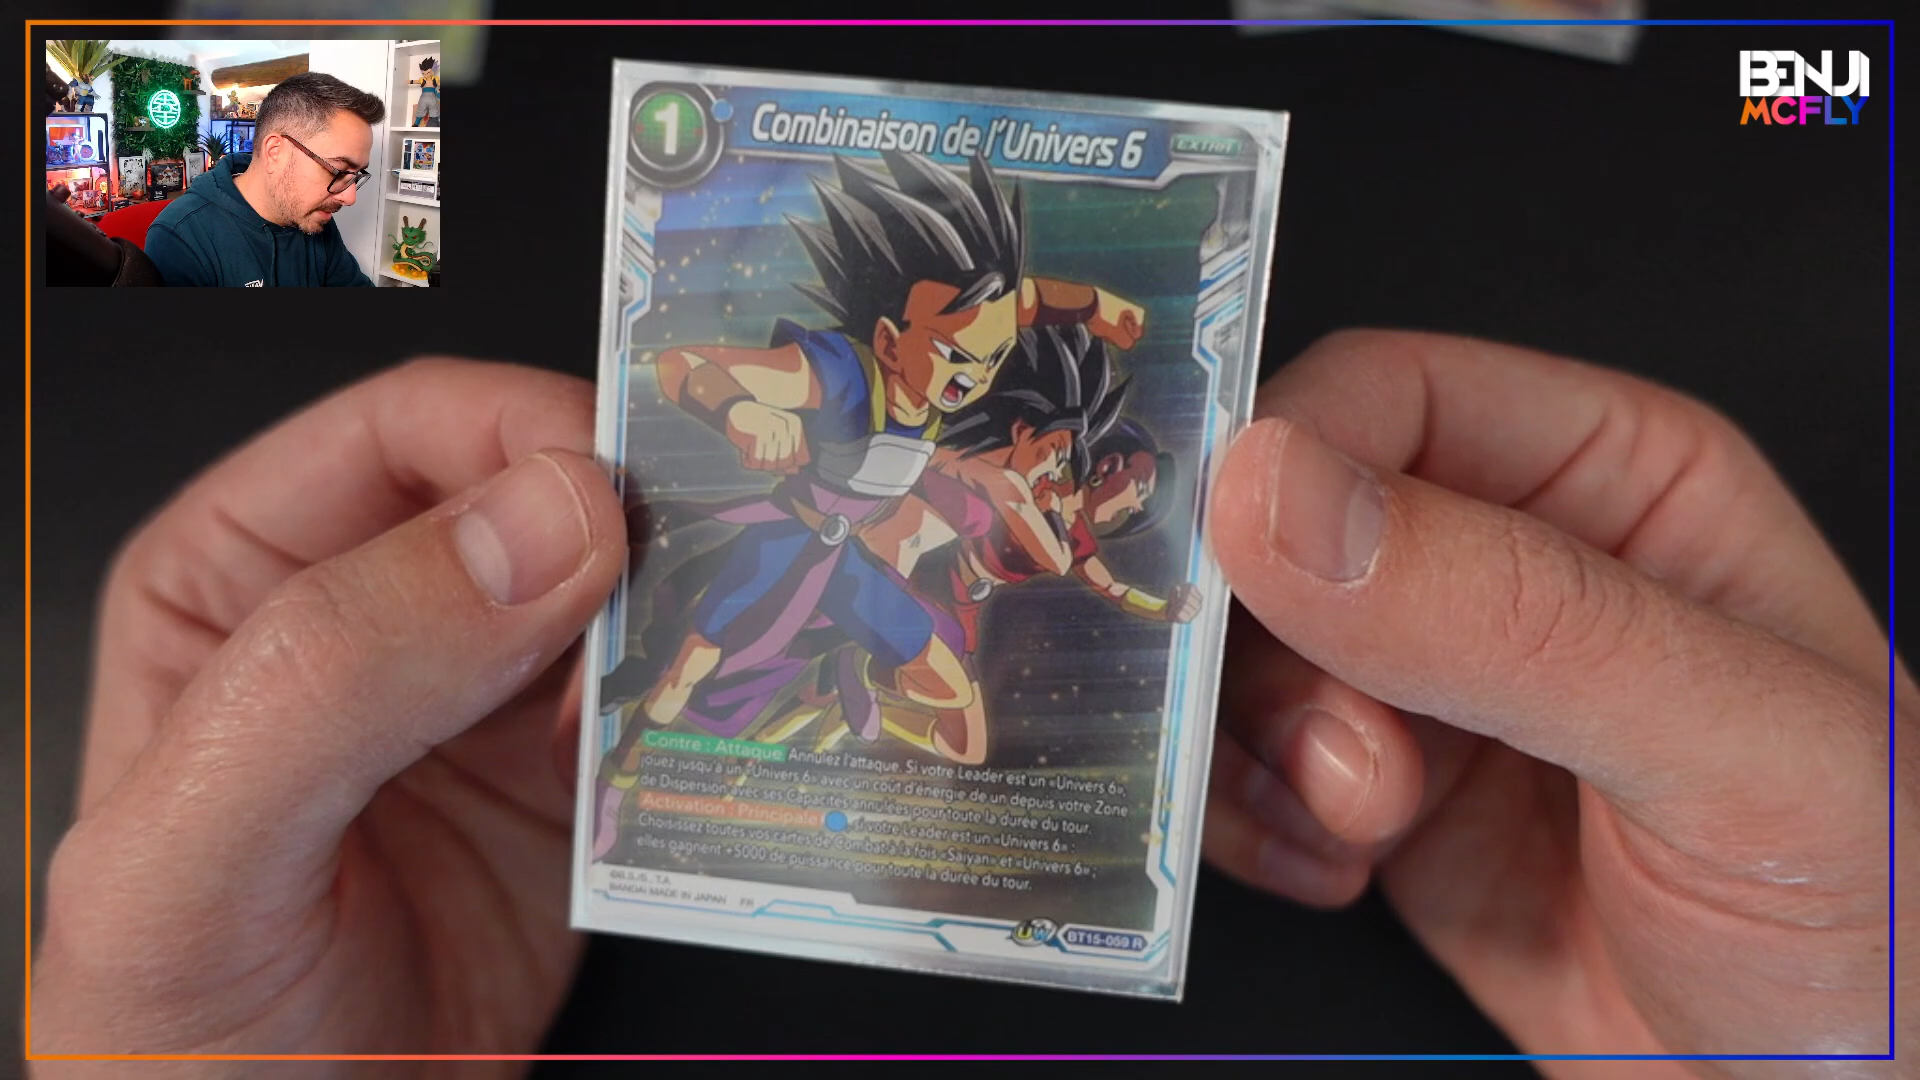 BENJI
MCFLY
1
Combinaison de l'Univers 6
EXTRA
Contre : Attaque Annulez l'attaque. Si votre Leader est un «Univers 6»,
jouez jusqu'à un «Univers 6» avec un coût d'énergie de un depuis votre Zone
de Dispersion avec ses Capacités annulées pour toute la durée du tour.
Activation : Principale , si votre Leader est un «Univers 6» :
Choisissez toutes vos cartes de Combat à la fois «Saiyan» et «Univers 6» ;
elles gagnent +5000 de puissance pour toute la durée du tour.
©B.S./S., T.A.
BANDAI MADE IN JAPAN FR
UW BT15-059 R